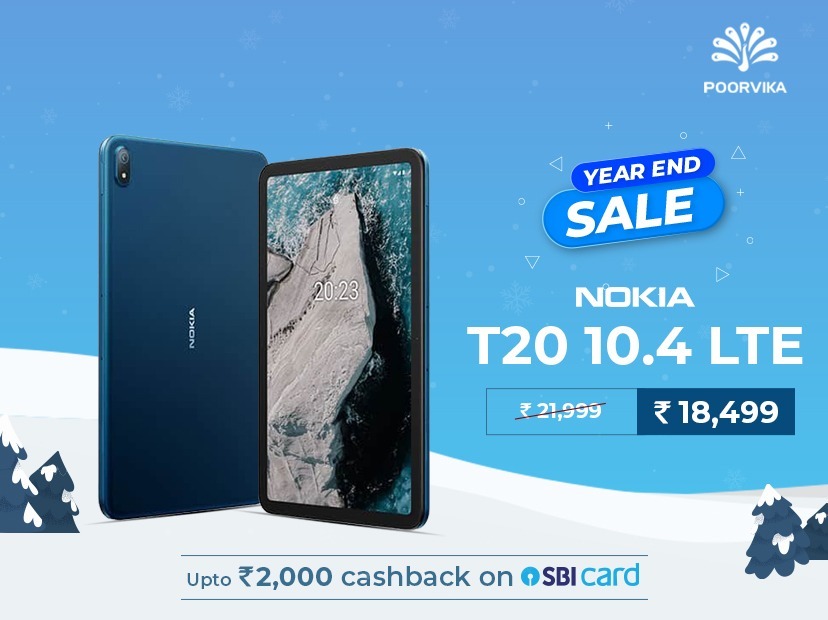 POORVIKA
YEAR END
SALE
NOKIA
T20 10.4 LTE
₹ 21,999 ₹ 18,499
NOKIA
20:23
Upto ₹2,000 cashback on SBI card